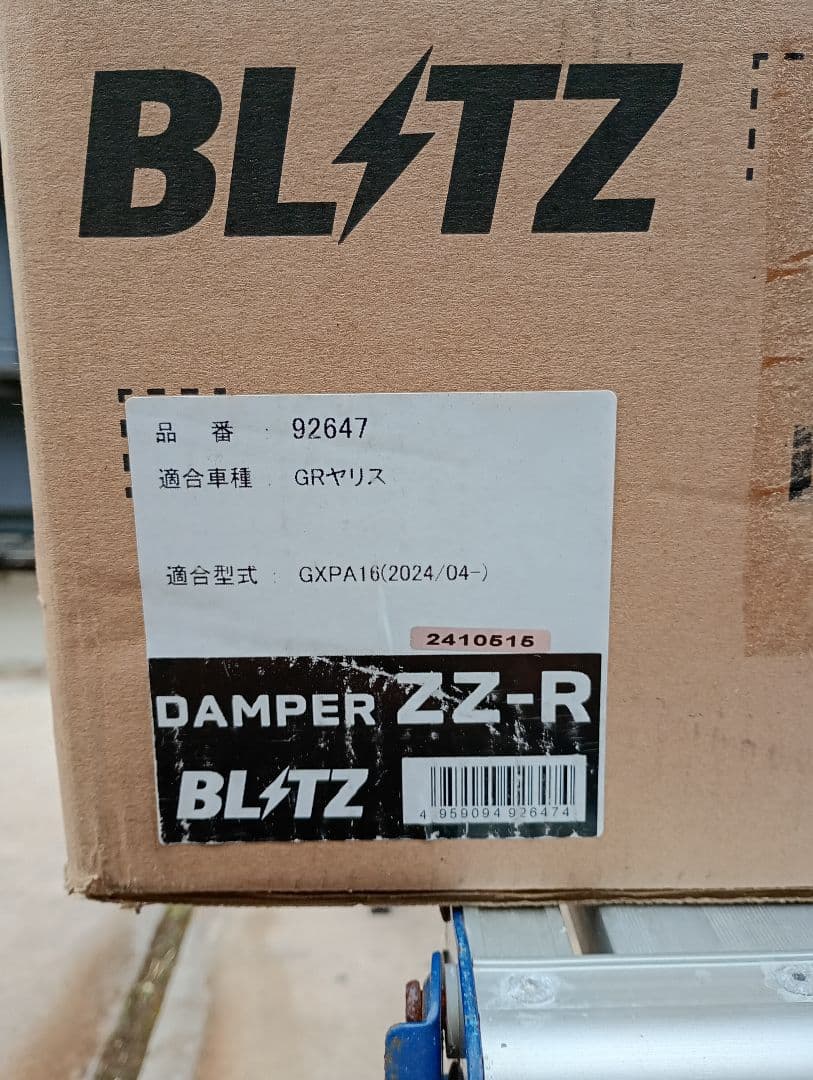 BLITZ
品 番 : 92647
適合車種 : GRヤリス
適合型式 : GXPA16(2024/04-)
2410515
DAMPER ZZ-R
BLITZ
4 959094 926474